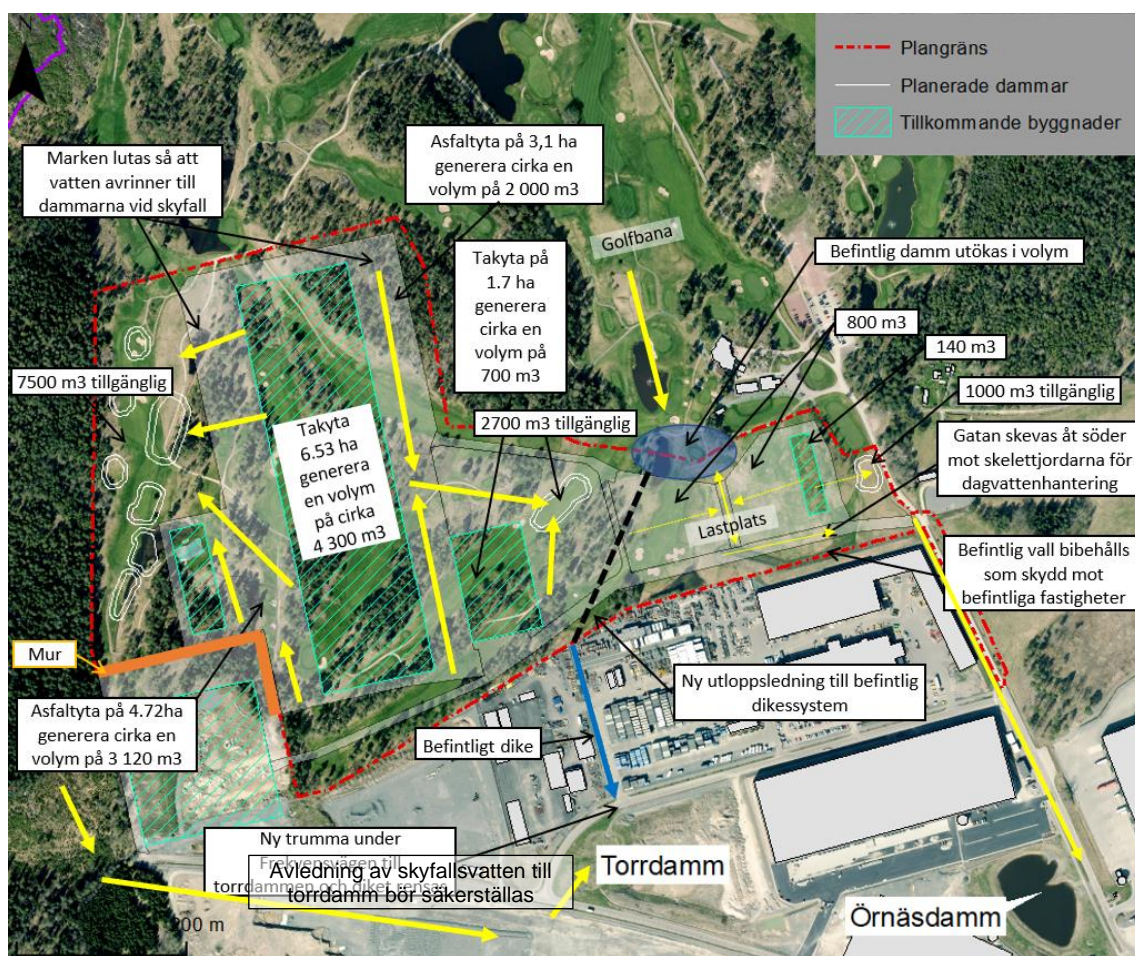 N
Plangräns
Planerade dammar
Tillkommande byggnader
Marken lutas så att
vatten avrinner till
dammarna vid skyfall
Asfaltyta på 3,1 ha
generera cirka en
volym på 2 000 m3
Golfbana
Takyta på
1.7 ha
generera
cirka en
volym på
700 m3
Befintlig damm utökas i volym
800 m3
140 m3
1000 m3 tillgänglig
Gatan skevas åt söder
mot skelettjordarna för
dagvattenhantering
7500 m3 tillgänglig
2700 m3 tillgänglig
Takyta
6.53 ha
generera
en volym
på cirka
4 300 m3
Lastplats
Befintlig vall bibehålls
som skydd mot
befintliga fastigheter
Mur
Asfaltyta på 4.72ha
generera cirka en
volym på 3 120 m3
Ny utloppsledning till befintlig
dikessystem
Befintligt dike
Ny trumma under
Frekvensvägen till
torrdammen och diket rensas
Avledning av skyfallsvatten till
torrdamm bör säkerställas
Torrdamm
Örnäsdamm
200 m